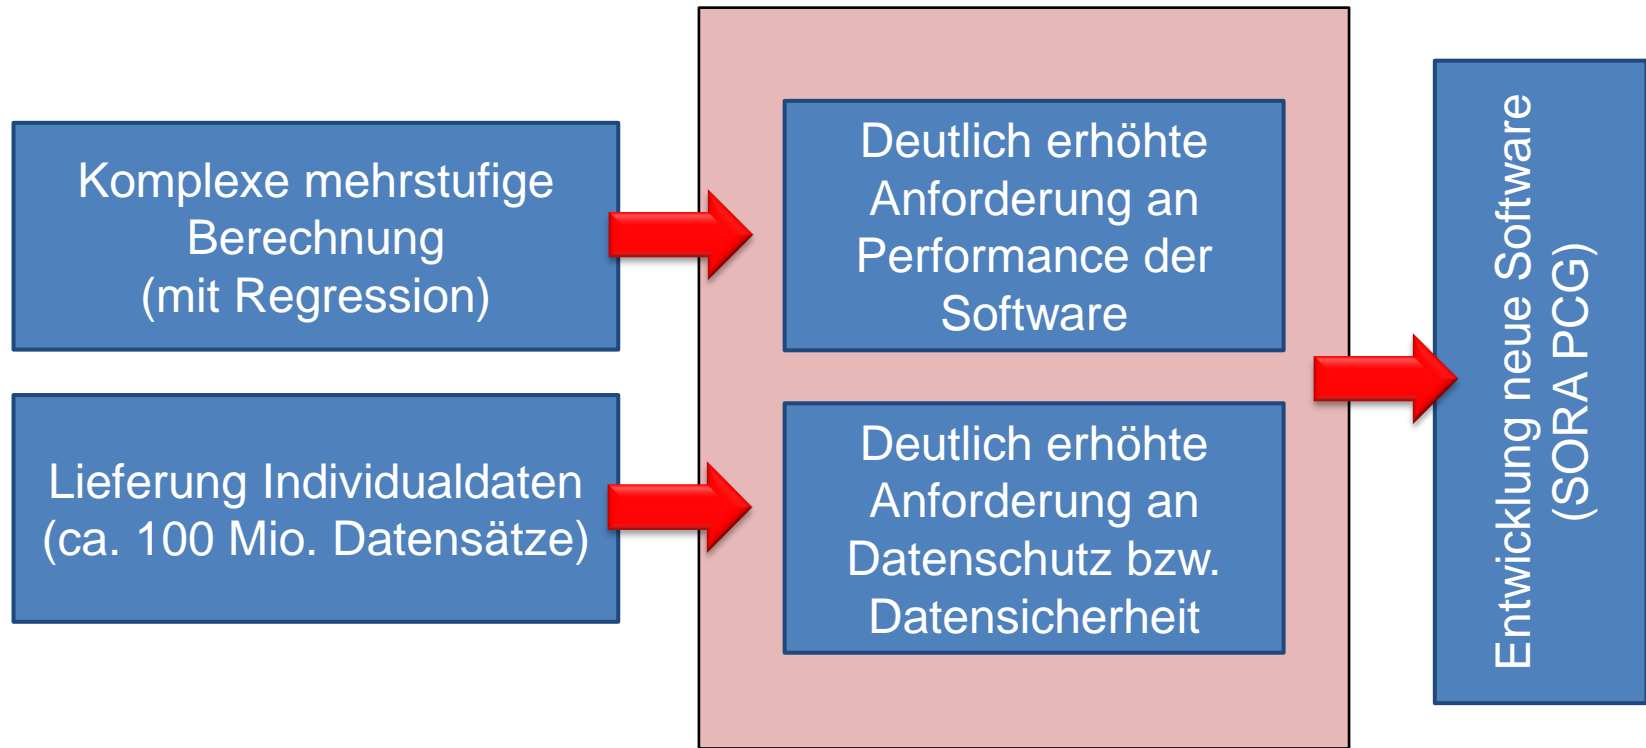 Komplexe mehrstufige
Berechnung
(mit Regression)
Lieferung Individualdaten
(ca. 100 Mio. Datensätze)
Deutlich erhöhte
Anforderung an
Performance der
Software
Deutlich erhöhte
Anforderung an
Datenschutz bzw.
Datensicherheit
Entwicklung neue Software
(SORA PCG)